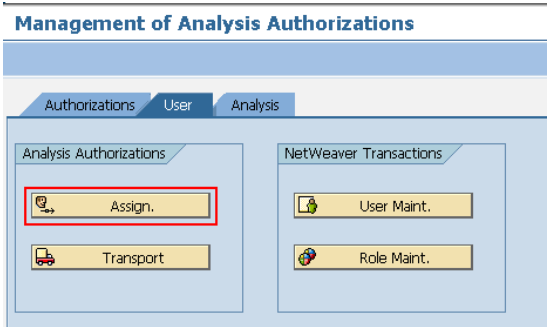 Management of Analysis Authorizations
Authorizations User Analysis
Analysis Authorizations NetWeaver Transactions
Assign. User Maint.
Transport Role Maint.